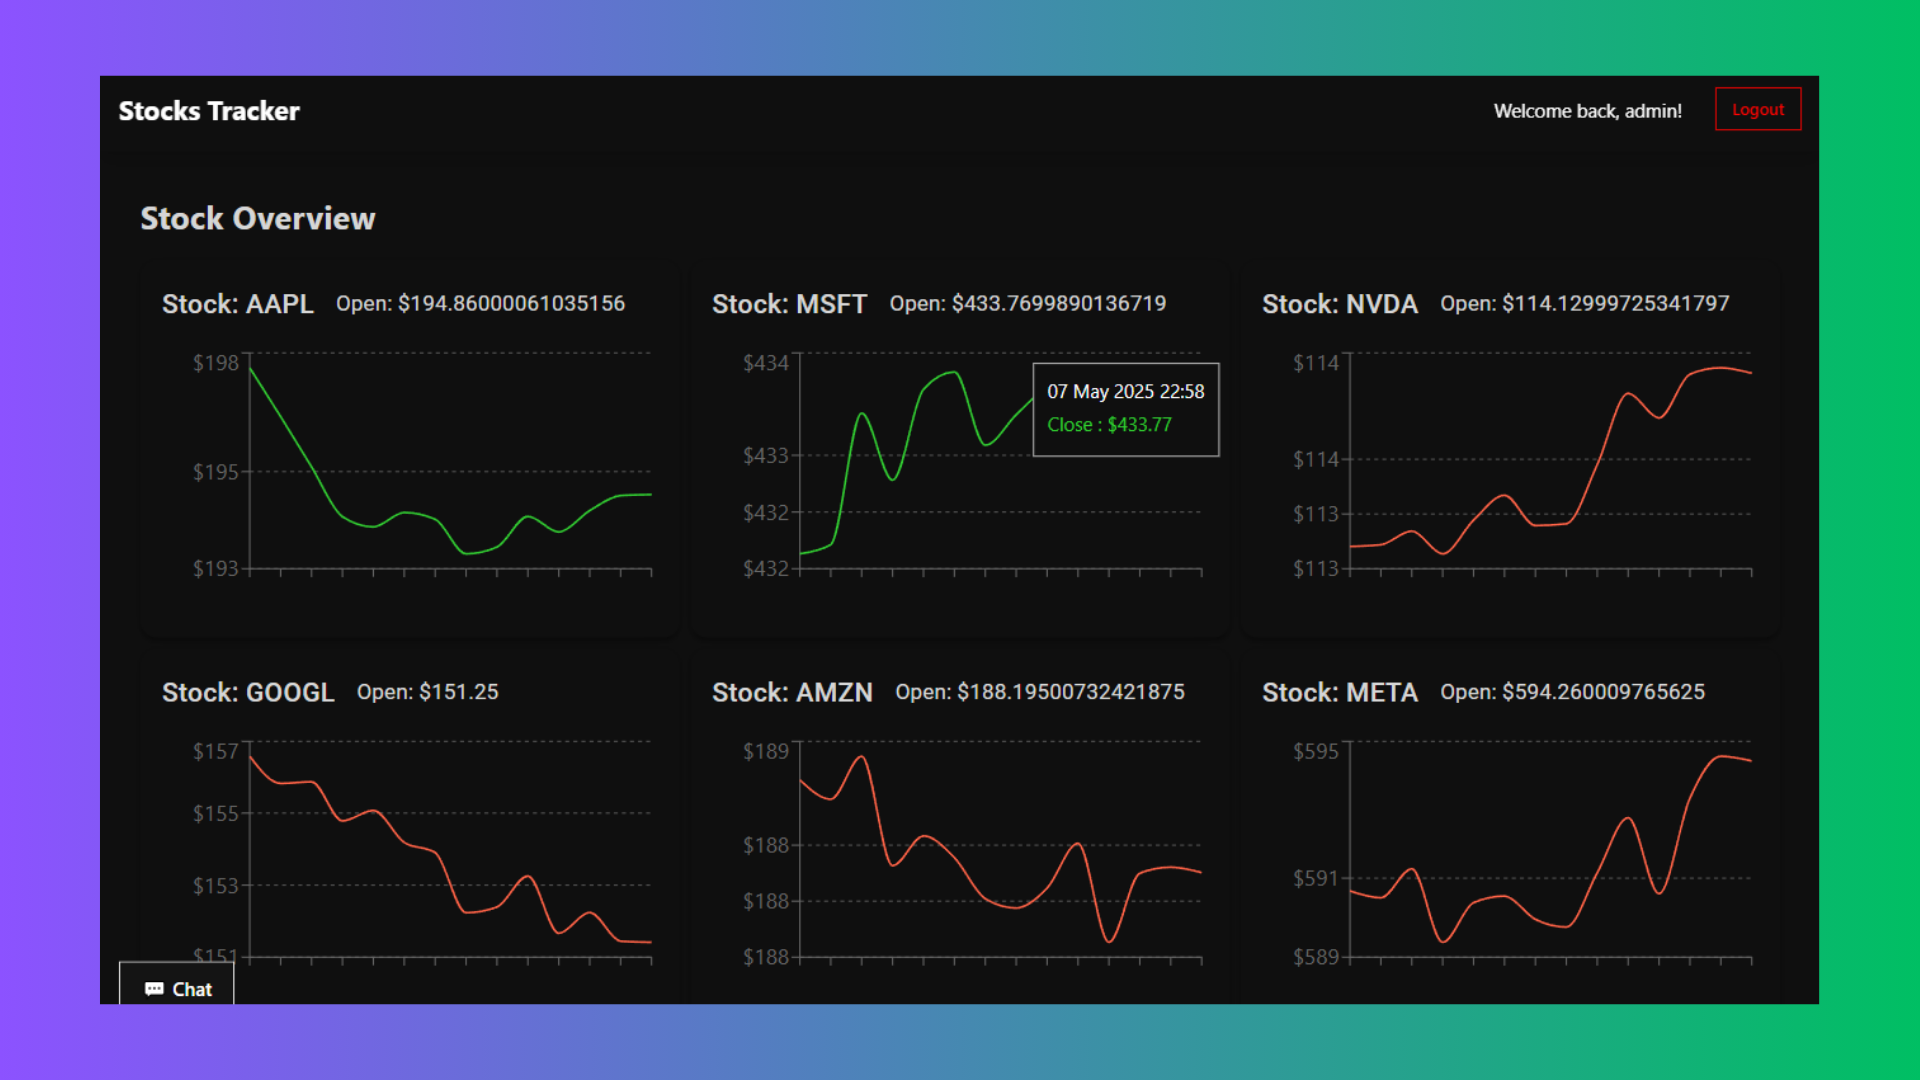 Stocks Tracker
Welcome back, admin!
Logout
Stock Overview
Stock: AAPL Open: $194.86000061035156
$198
$195
$193
Stock: MSFT Open: $433.7699890136719
$434
$433
$432
$432
07 May 2025 22:58
Close : $433.77
Stock: NVDA Open: $114.12999725341797
$114
$114
$113
$113
Stock: GOOGL Open: $151.25
$157
$155
$153
$151
Stock: AMZN Open: $188.19500732421875
$189
$188
$188
$188
Stock: META Open: $594.260009765625
$595
$591
$589
Chat